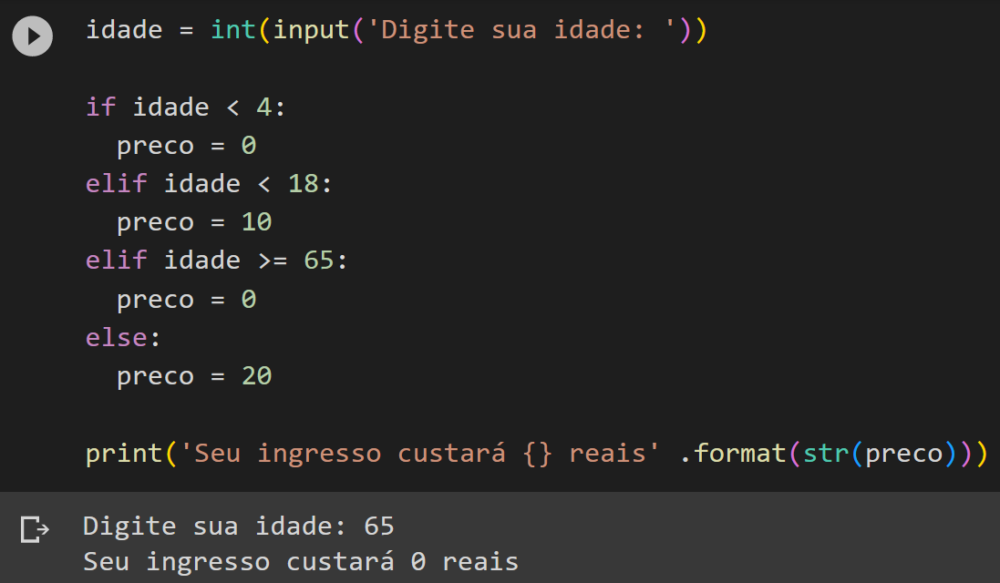 idade = int(input('Digite sua idade: '))
if idade < 4:
  preco = 0
elif idade < 18:
  preco = 10
elif idade >= 65:
  preco = 0
else:
  preco = 20
print('Seu ingresso custará {} reais' .format(str(preco)))
Digite sua idade: 65
Seu ingresso custará 0 reais